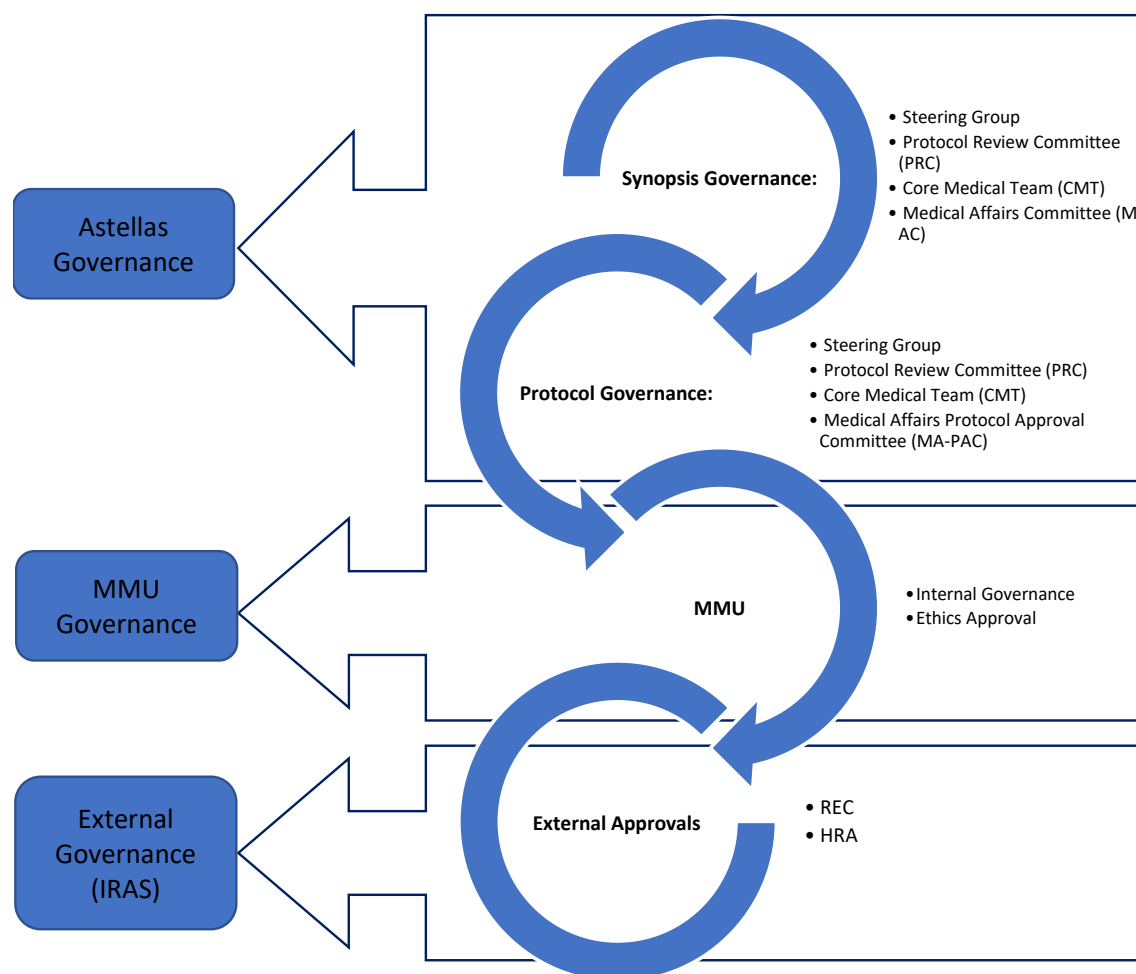 Astellas
Governance
Synopsis Governance:
• Steering Group
• Protocol Review Committee
(PRC)
• Core Medical Team (CMT)
• Medical Affairs Committee (M
AC)
Protocol Governance:
• Steering Group
• Protocol Review Committee (PRC)
• Core Medical Team (CMT)
• Medical Affairs Protocol Approval
Committee (MA-PAC)
MMU
Governance
MMU
• Internal Governance
• Ethics Approval
External
Governance
(IRAS)
External Approvals
• REC
• HRA